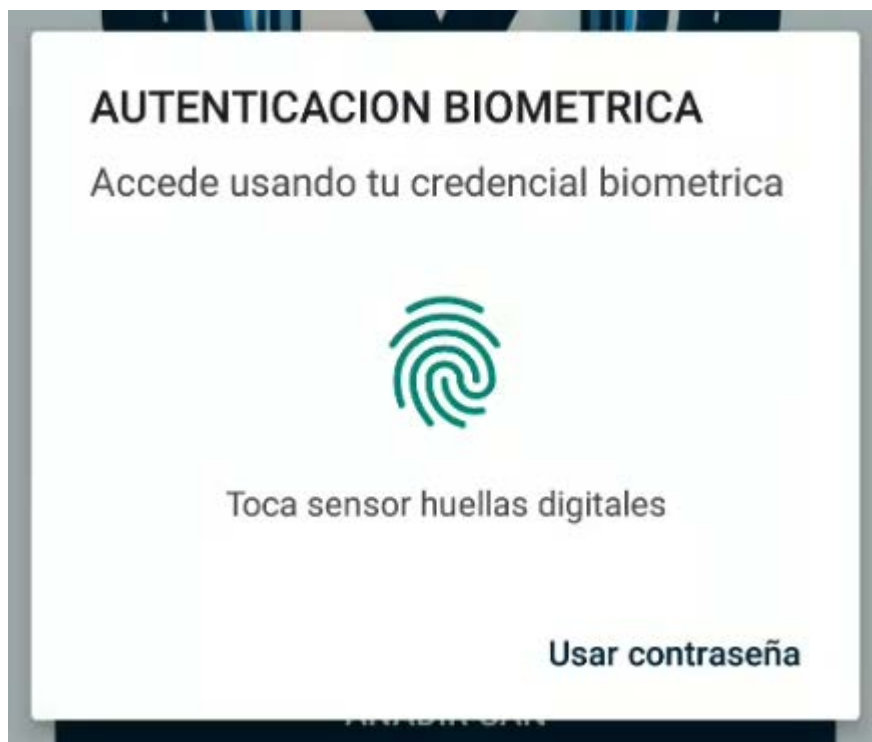 AUTENTICACION BIOMETRICA
Accede usando tu credencial biometrica
Toca sensor huellas digitales
Usar contraseña